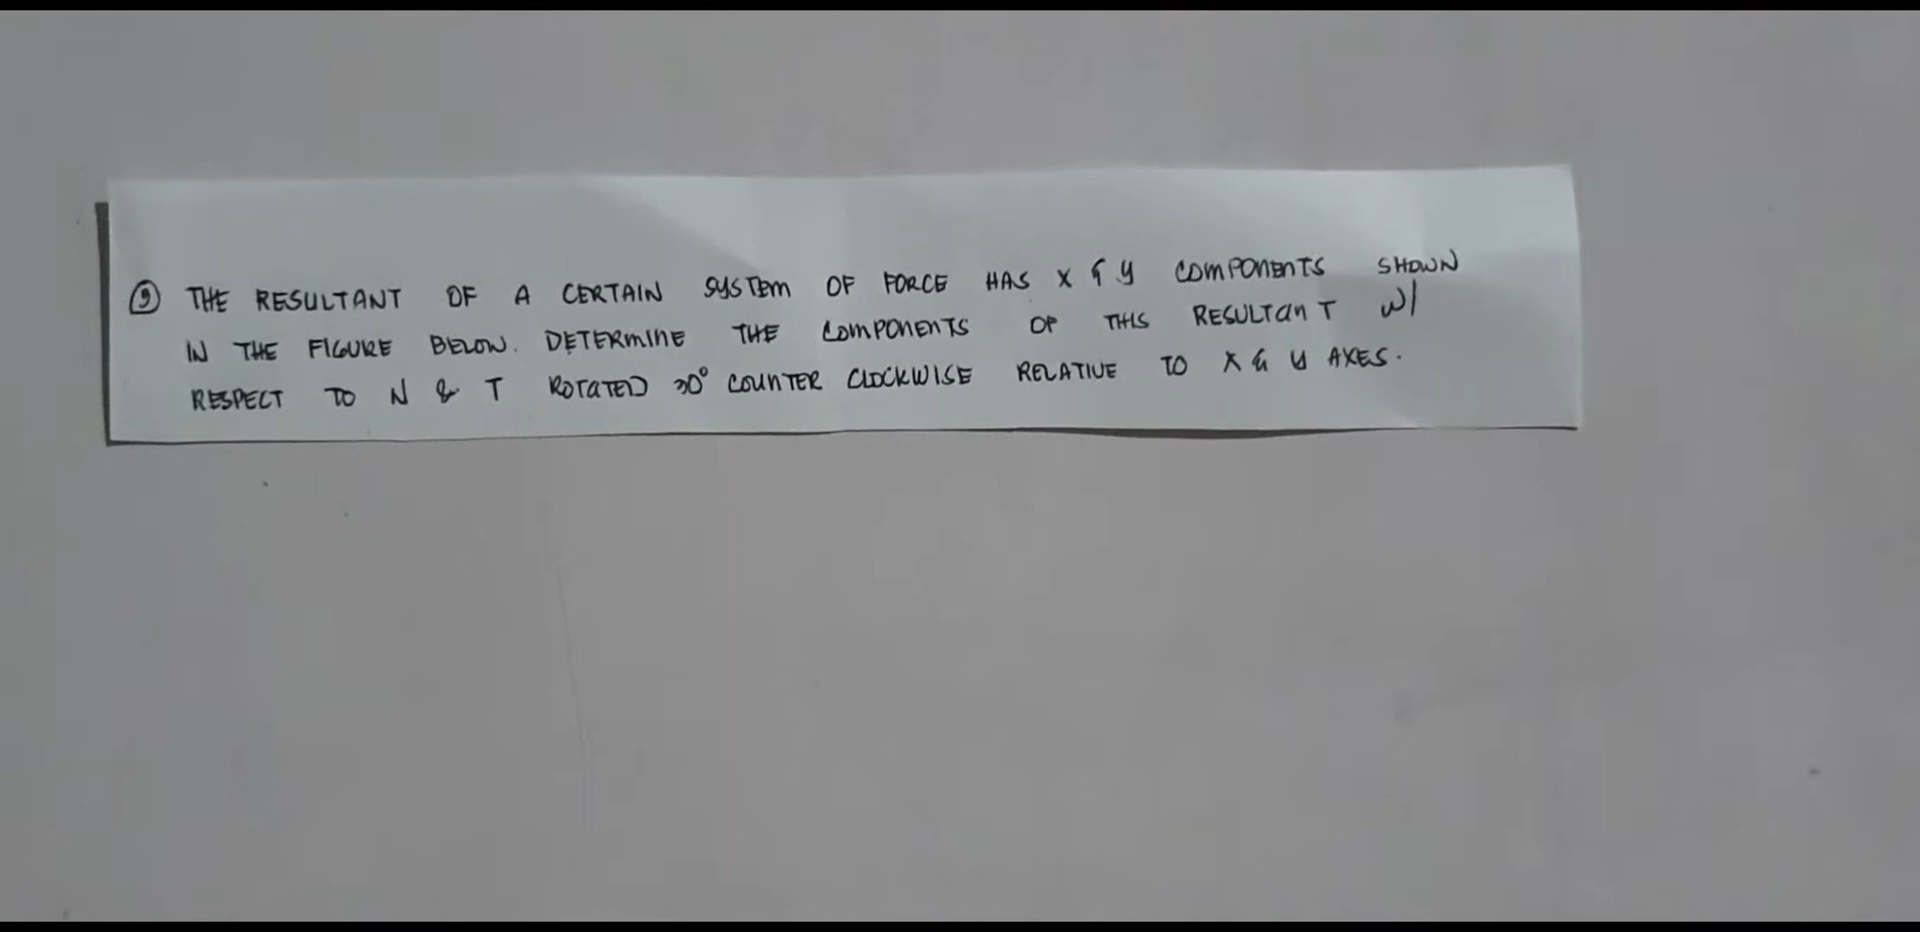 ⑨ THE RESULTANT OF A CERTAIN SYSTEM OF FORCE HAS X & Y COMPONENTS SHOWN
IN THE FIGURE BELOW. DETERMINE THE COMPONENTS OF THIS RESULTANT W/
RESPECT TO N & T ROTATED 30° COUNTER CLOCKWISE RELATIVE TO X & Y AXES.